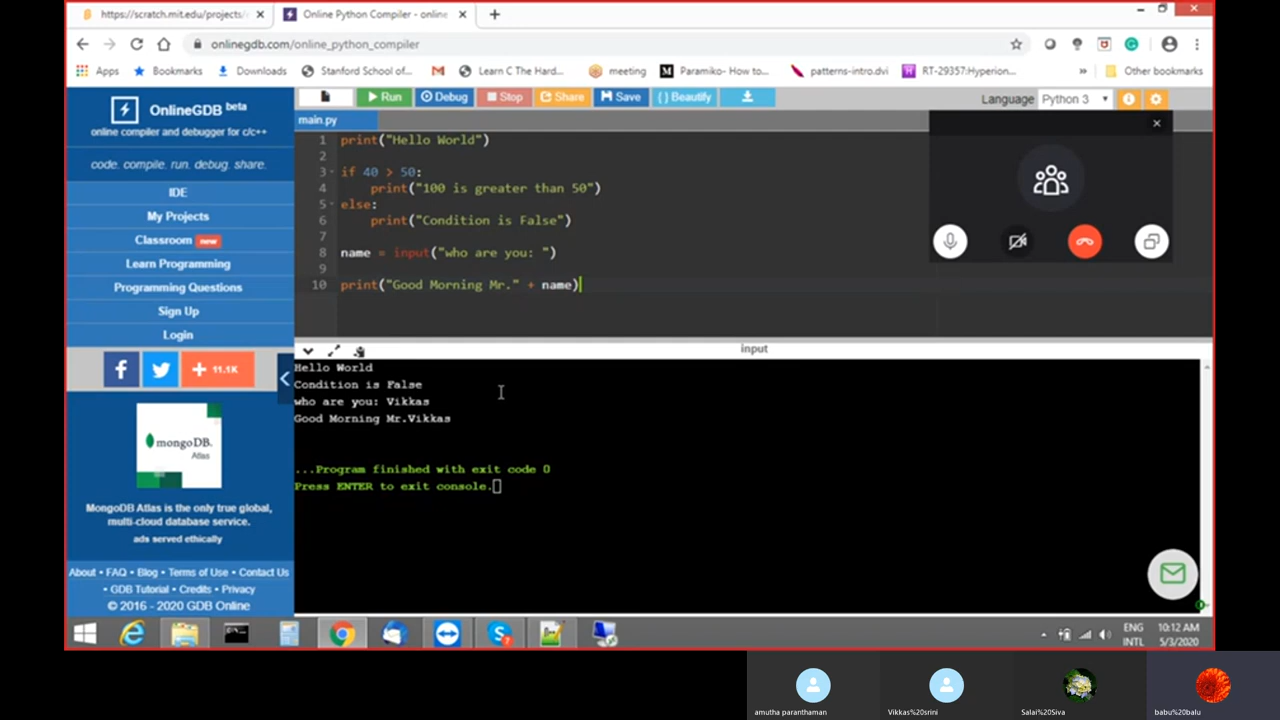 https://scratch.mit.edu/projects/
Online Python Compiler - online
onlinegdb.com/online_python_compiler
Apps
Bookmarks
Downloads
Stanford School of...
Learn C The Hard...
meeting
Paramiko- How to...
patterns-intro.dvi
RT-29357:Hyperion...
»
Other bookmarks
OnlineGDB beta
online compiler and debugger for c/c++
code. compile. run. debug. share.
IDE
My Projects
Classroom new
Learn Programming
Programming Questions
Sign Up
Login
11.1K
mongoDB.
Atlas
MongoDB Atlas is the only true global,
multi-cloud database service.
ads served ethically
About • FAQ • Blog • Terms of Use • Contact Us
• GDB Tutorial • Credits • Privacy
© 2016 - 2020 GDB Online
Run
Debug
Stop
Share
Save
{ } Beautify
Language Python 3
main.py
1 print("Hello World")
2
3 if 40 > 50:
4 print("100 is greater than 50")
5 else:
6 print("Condition is False")
7
8 name = input("who are you: ")
9
10 print("Good Morning Mr." + name)
input
Hello World
Condition is False
who are you: Vikkas
Good Morning Mr.Vikkas
...Program finished with exit code 0
Press ENTER to exit console.
ENG
INTL
10:12 AM
5/3/2020
amutha paranthaman
Vikkas%20srini
Salai%20Siva
babu%20balu